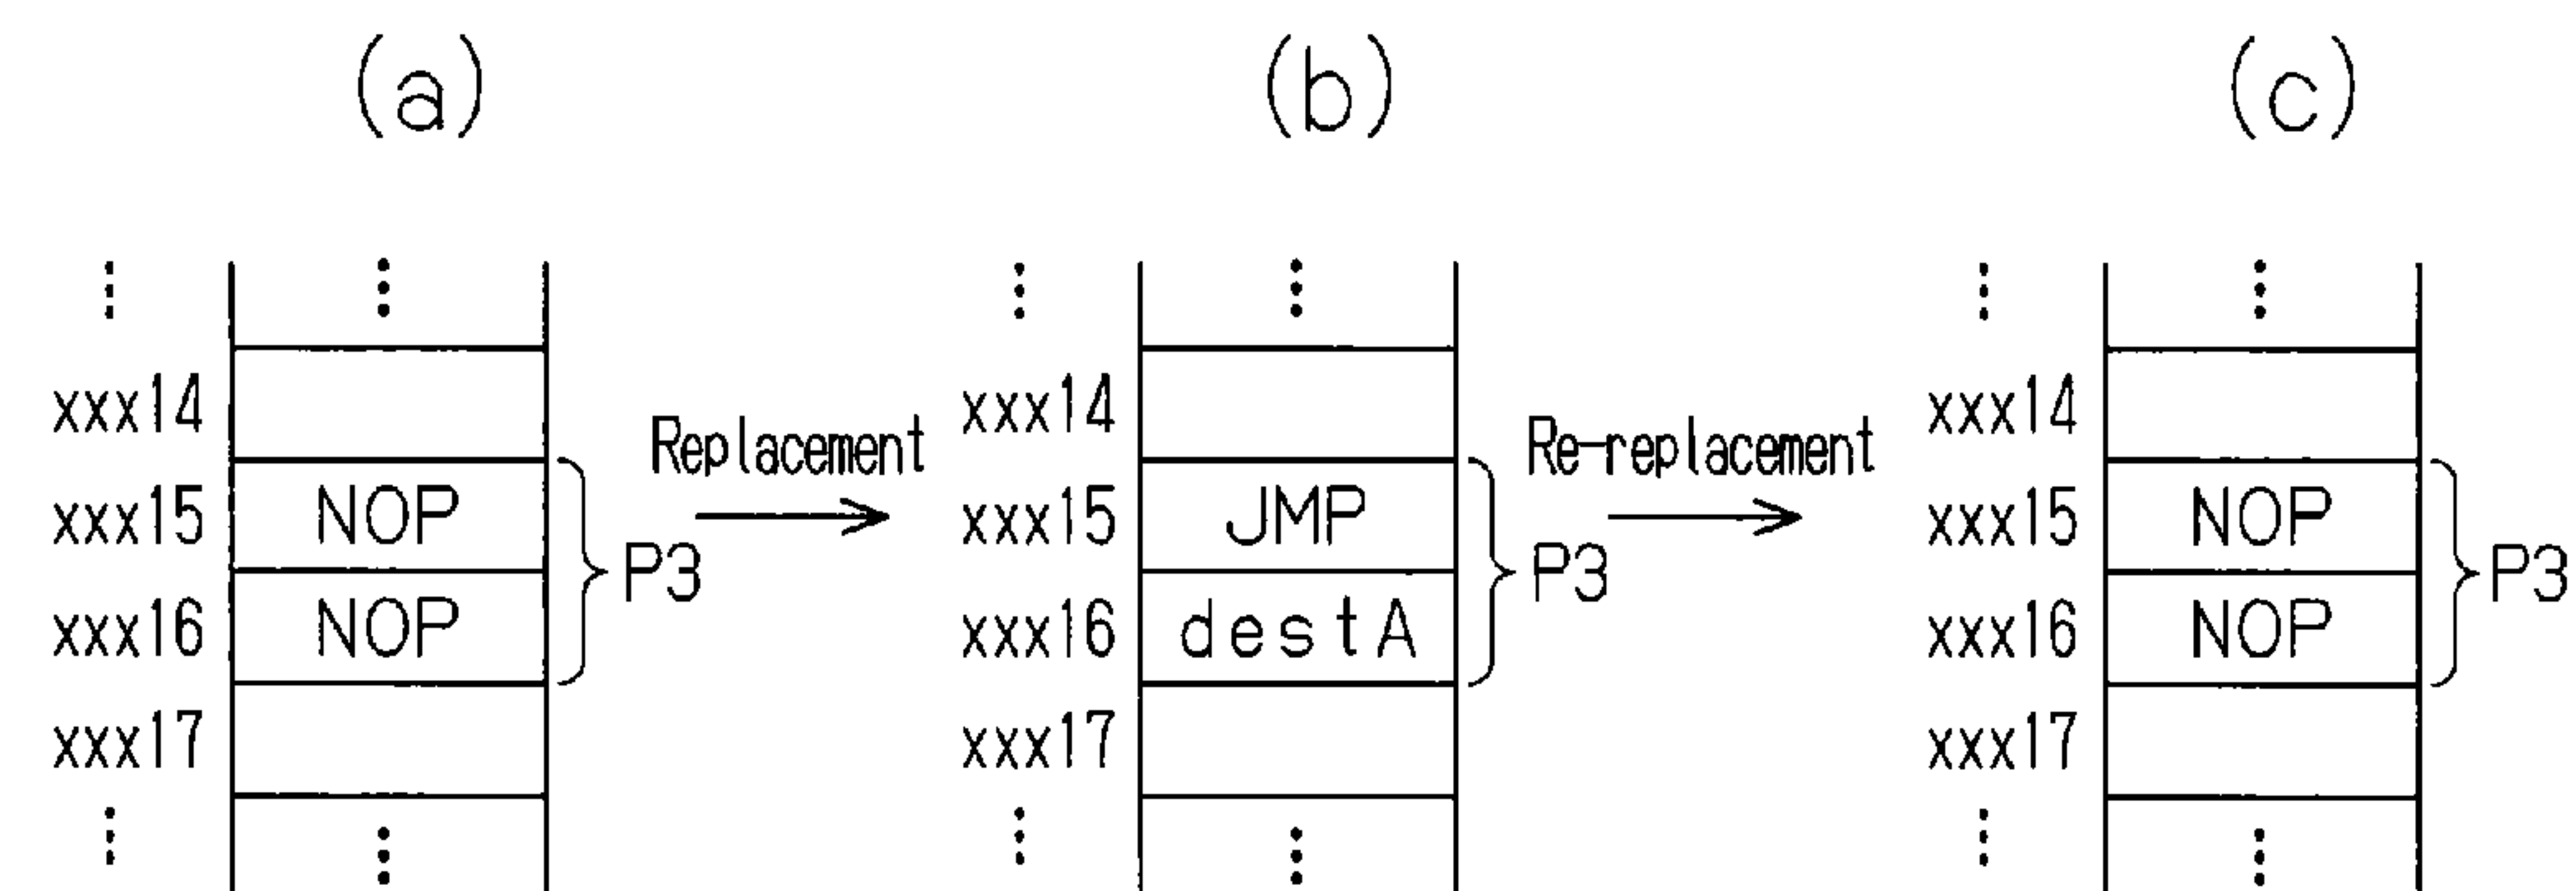 (a) (b) (c)
xxx14 xxx14 xxx14
Replacement Re-replacement
xxx15 NOP xxx15 JMP xxx15 NOP
P3 P3 P3
xxx16 NOP xxx16 destA xxx16 NOP
xxx17 xxx17 xxx17